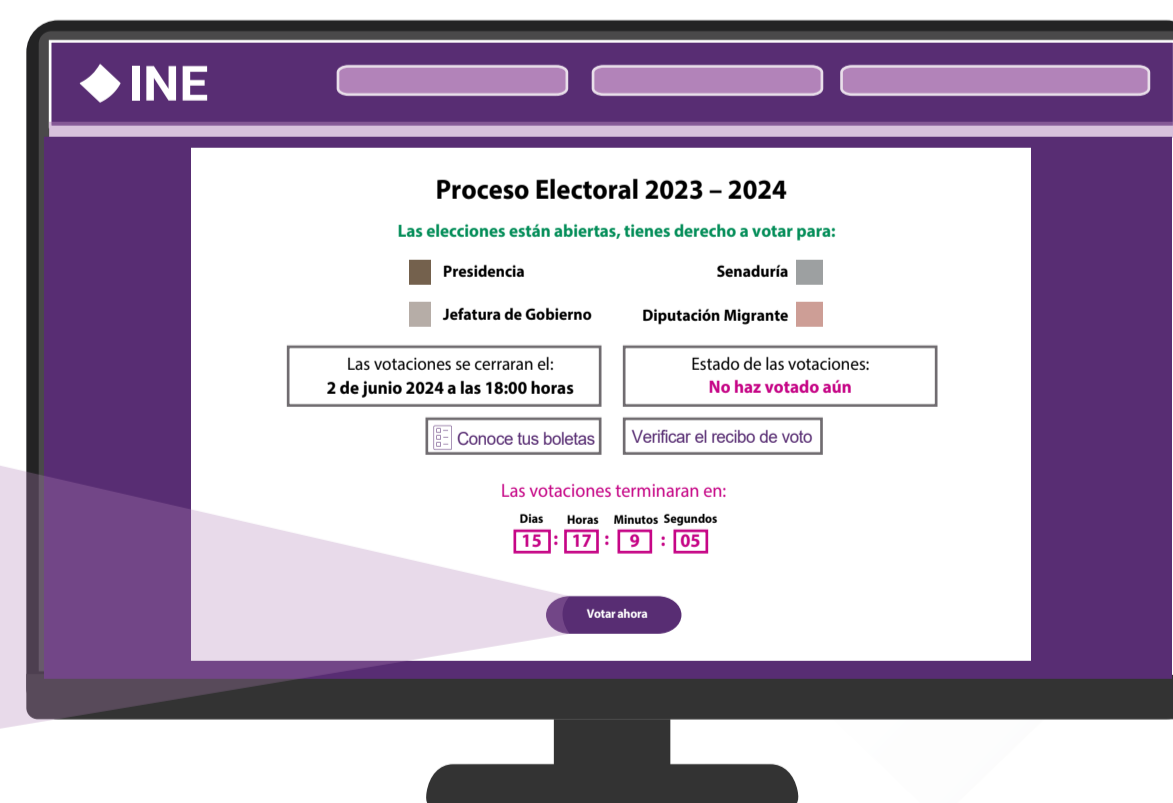 INE
Proceso Electoral 2023 – 2024
Las elecciones están abiertas, tienes derecho a votar para:
Presidencia
Senaduría
Jefatura de Gobierno
Diputación Migrante
Las votaciones se cerraran el:
2 de junio 2024 a las 18:00 horas
Estado de las votaciones:
No haz votado aún
Conoce tus boletas
Verificar el recibo de voto
Las votaciones terminaran en:
Dias Horas Minutos Segundos
15 : 17 : 9 : 05
Votar ahora